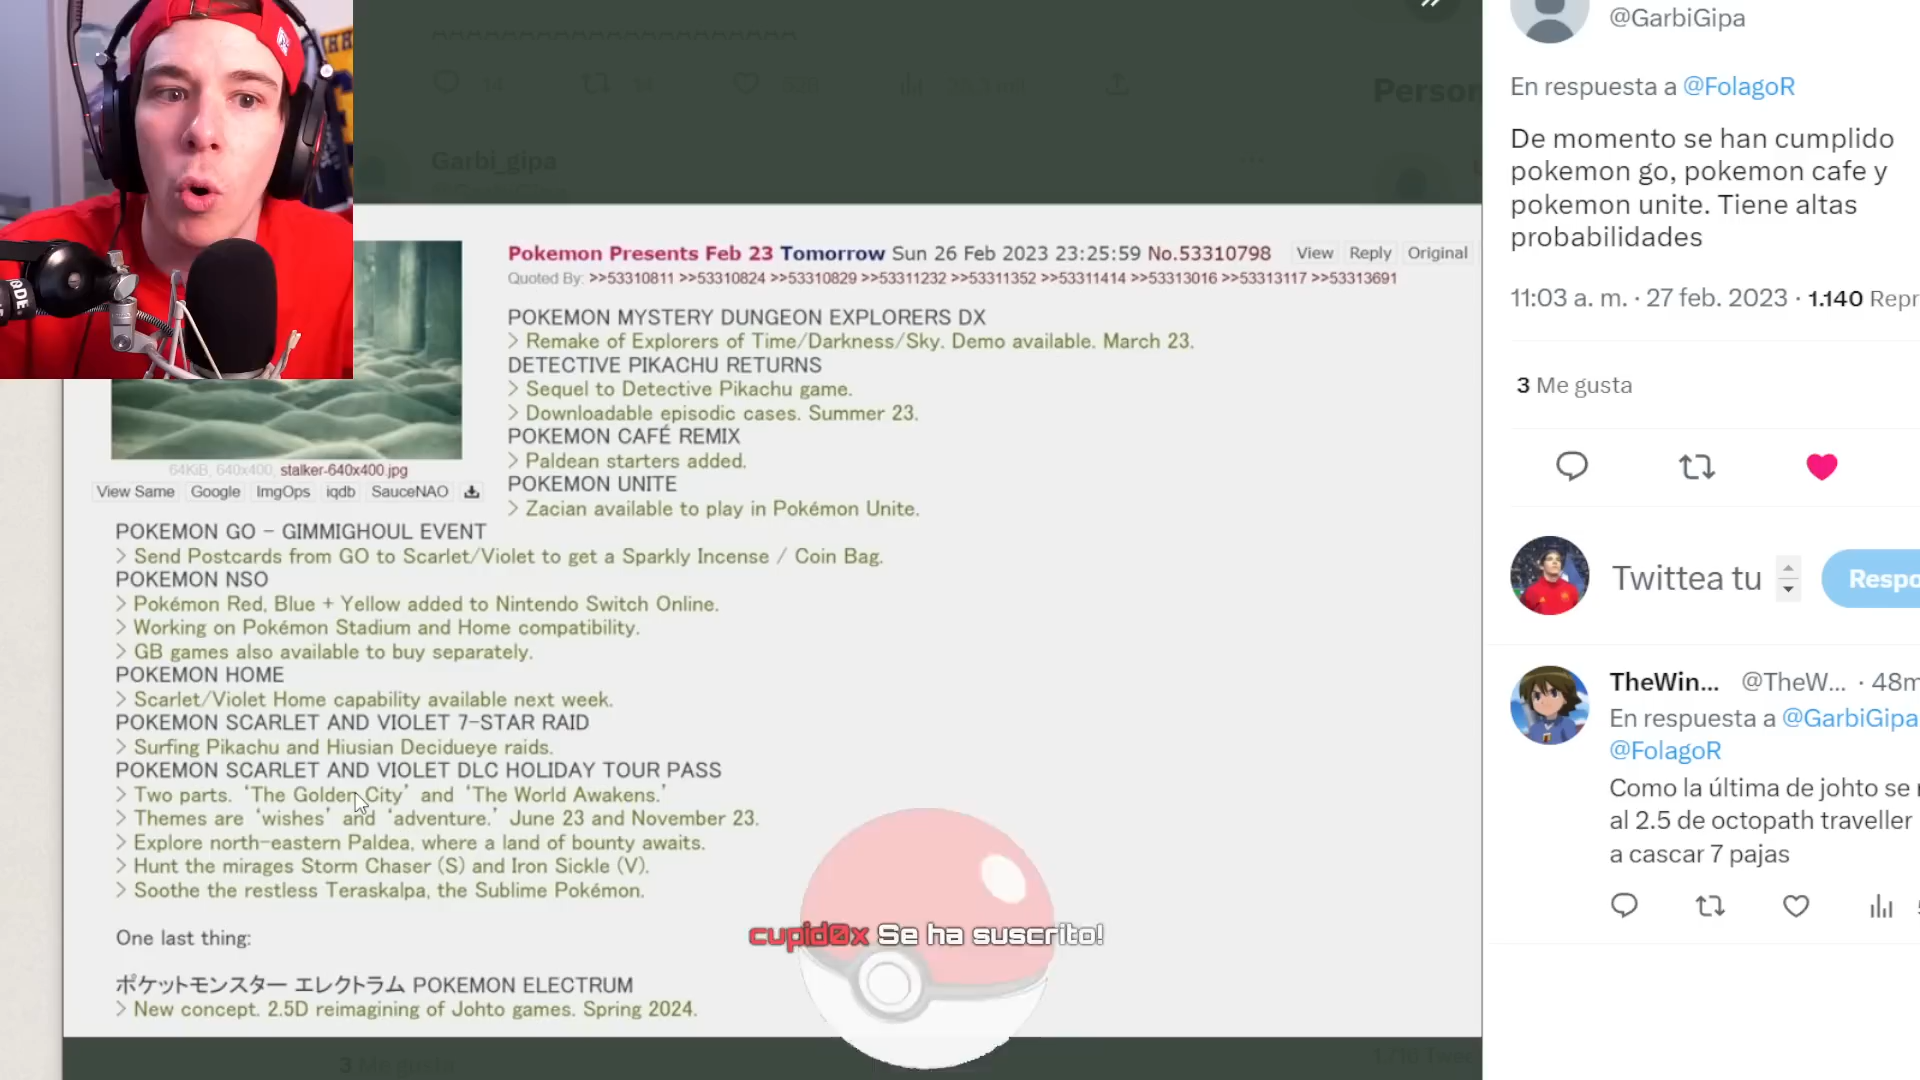 Garbi_gipa
Pokemon Presents Feb 23 Tomorrow Sun 26 Feb 2023 23:25:59 No.53310798 View Reply Original
Quoted By: >>53310811 >>53310824 >>53310829 >>53311232 >>53311352 >>53311414 >>53313016 >>53313117 >>53313691
POKEMON MYSTERY DUNGEON EXPLORERS DX
> Remake of Explorers of Time/Darkness/Sky. Demo available. March 23.
DETECTIVE PIKACHU RETURNS
> Sequel to Detective Pikachu game.
> Downloadable episodic cases. Summer 23.
POKEMON CAFÉ REMIX
> Paldean starters added.
POKEMON UNITE
> Zacian available to play in Pokémon Unite.
64KiB, 640x400, stalker-640x400.jpg
View Same Google ImgOps iqdb SauceNAO
POKEMON GO - GIMMIGHOUL EVENT
> Send Postcards from GO to Scarlet/Violet to get a Sparkly Incense / Coin Bag.
POKEMON NSO
> Pokémon Red, Blue + Yellow added to Nintendo Switch Online.
> Working on Pokémon Stadium and Home compatibility.
> GB games also available to buy separately.
POKEMON HOME
> Scarlet/Violet Home capability available next week.
POKEMON SCARLET AND VIOLET 7-STAR RAID
> Surfing Pikachu and Hiusian Decidueye raids.
POKEMON SCARLET AND VIOLET DLC HOLIDAY TOUR PASS
> Two parts. 'The Golden City' and 'The World Awakens.'
> Themes are 'wishes' and 'adventure.' June 23 and November 23.
> Explore north-eastern Paldea, where a land of bounty awaits.
> Hunt the mirages Storm Chaser (S) and Iron Sickle (V).
> Soothe the restless Teraskalpa, the Sublime Pokémon.
One last thing:
ポケットモンスター エレクトラム POKEMON ELECTRUM
> New concept. 2.5D reimagining of Johto games. Spring 2024.
cupid0x Se ha suscrito!
3 Me gusta
Person
@GarbiGipa
En respuesta a @FolagoR
De momento se han cumplido
pokemon go, pokemon cafe y
pokemon unite. Tiene altas
probabilidades
11:03 a. m. · 27 feb. 2023 · 1.140 Repr
3 Me gusta
Twittea tu
Respo
TheWin... @TheW... · 48m
En respuesta a @GarbiGipa
@FolagoR
Como la última de johto se
al 2.5 de octopath traveller
a cascar 7 pajas